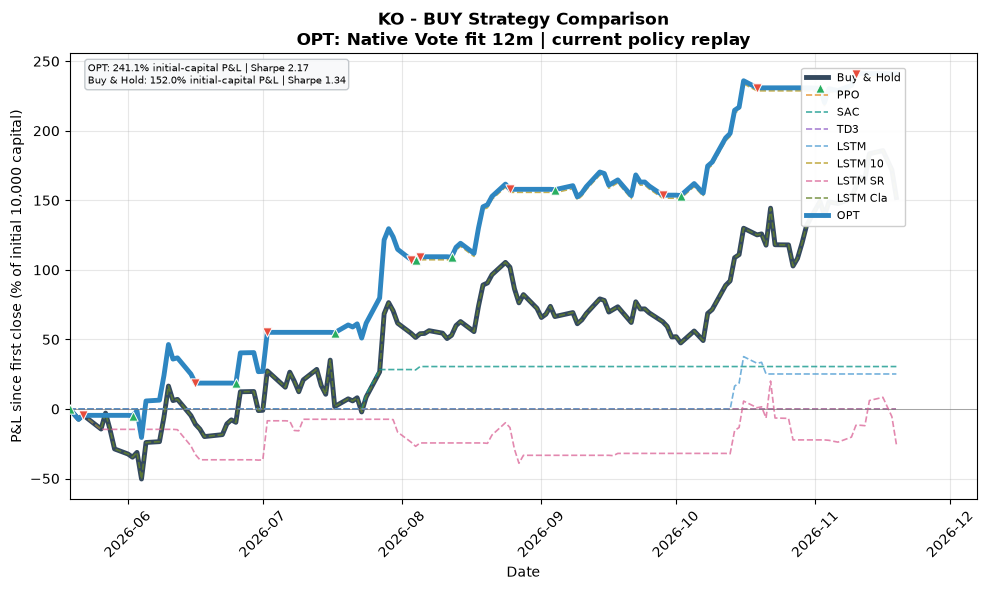 KO - BUY Strategy Comparison
OPT: Native Vote fit 12m | current policy replay
OPT: 241.1% initial-capital P&L | Sharpe 2.17
Buy & Hold: 152.0% initial-capital P&L | Sharpe 1.34
Buy & Hold
PPO
SAC
TD3
LSTM
LSTM 10
LSTM SR
LSTM Cla
OPT
P&L since first close (% of initial 10,000 capital)
250
200
150
100
50
0
−50
2026-06
2026-07
2026-08
2026-09
2026-10
2026-11
2026-12
Date